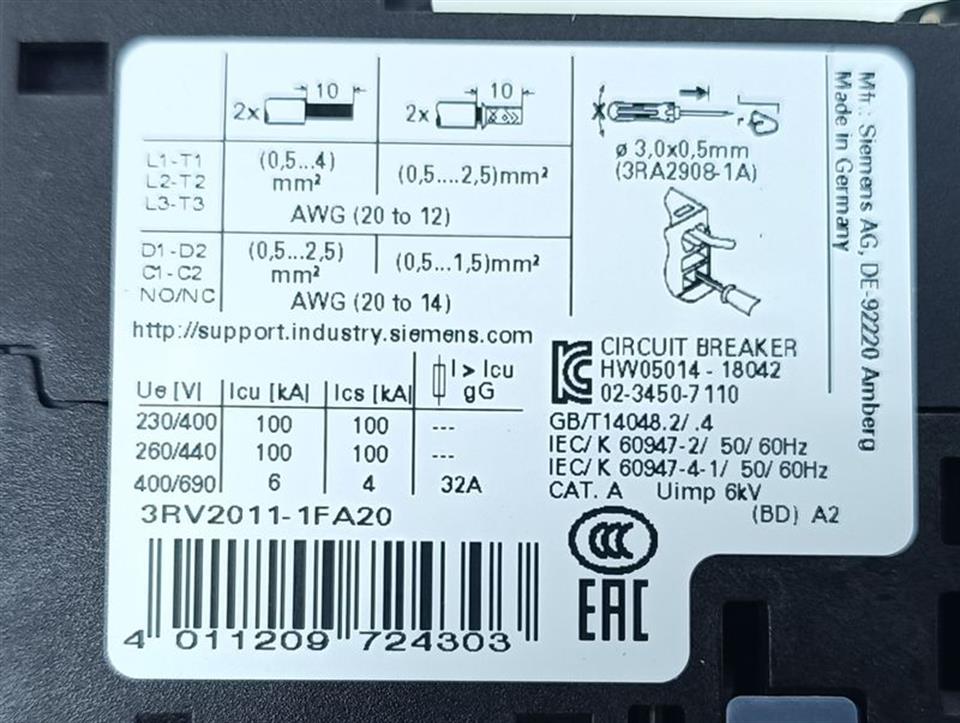 2x 10
2x 10
L1-T1
L2-T2
L3-T3
(0,5...4)
mm²
(0,5....2,5)mm²
AWG (20 to 12)
D1-D2
C1-C2
NO/NC
(0,5...2,5)
mm²
(0,5...1,5)mm²
AWG (20 to 14)
ø 3,0x0,5mm
(3RA2908-1A)
Mfr.: Siemens AG, DE-92220 Amberg
Made in Germany
http://support.industry.siemens.com
Ue [V] Icu [kA] Ics [kA] I > Icu
gG
230/400 100 100 ---
260/440 100 100 ---
400/690 6 4 32A
CIRCUIT BREAKER
HW05014 - 18042
02-3450-7110
GB/T14048.2/ .4
IEC/ K 60947-2/ 50/ 60Hz
IEC/ K 60947-4-1/ 50/ 60Hz
CAT. A Uimp 6kV
(BD) A2
3RV2011-1FA20
4 011209 724303
CCC
EAC